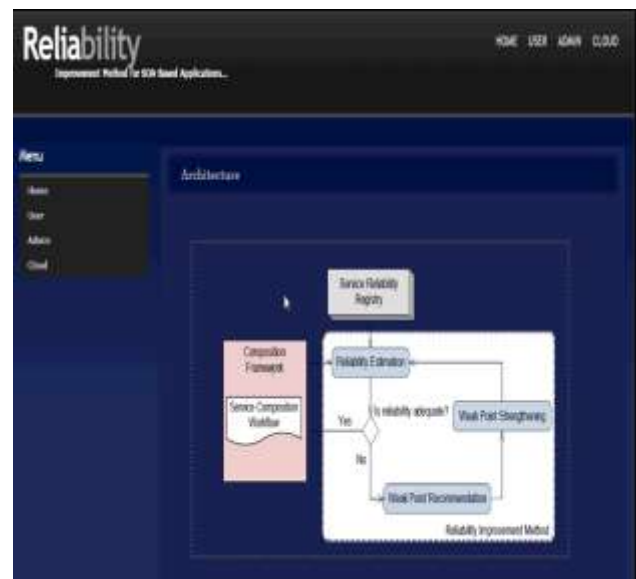 Reliability
HOME USER ADMIN CLOUD
Improvement Method for SOA Based Applications...
Menu
Home
User
Admin
Cloud
Architecture
Service Reliability
Registry
Composition
Framework
Service-Composition
Workflow
Reliability Estimation
Is reliability adequate?
Yes
No
Weak Point Strengthening
Weak Point Recommendation
Reliability Improvement Method